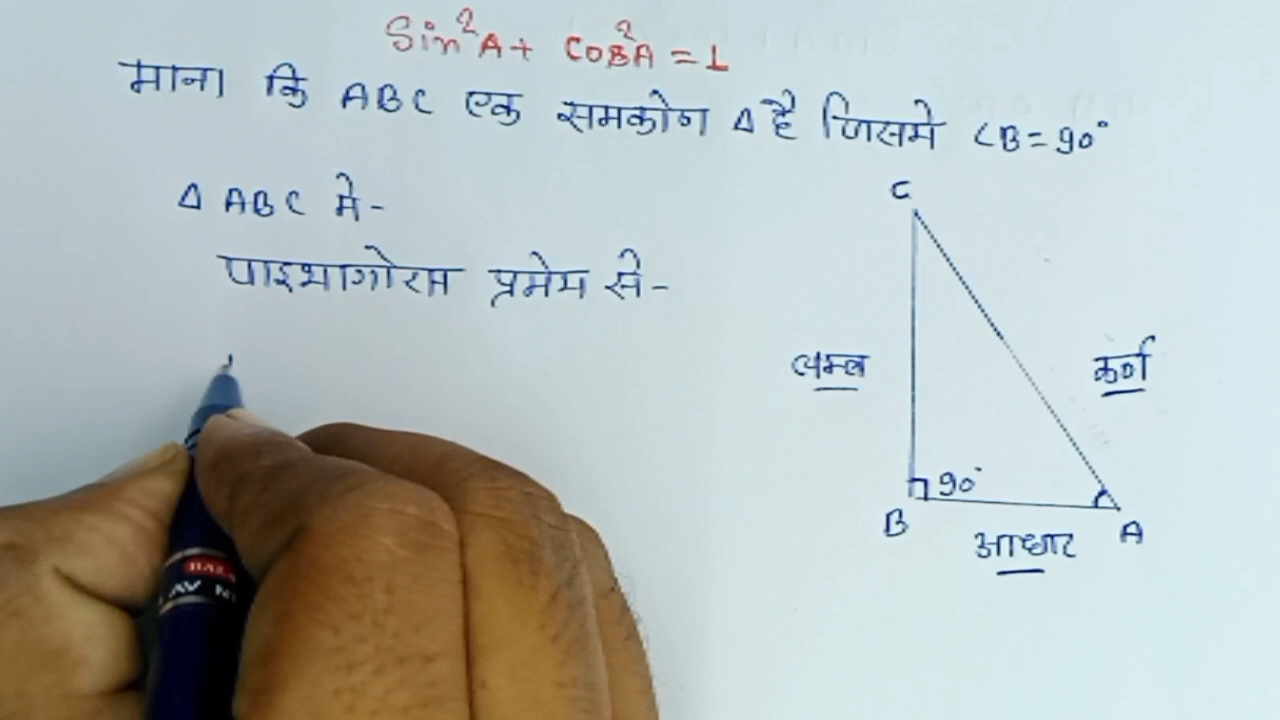 Sin²A + Cos²A = 1
माना कि ABC एक समकोण Δ है जिसमे ∠B = 90°
Δ ABC मे-
पाइथागोरस प्रमेय से-
C
लम्ब
कर्ण
90°
B
A
आधार